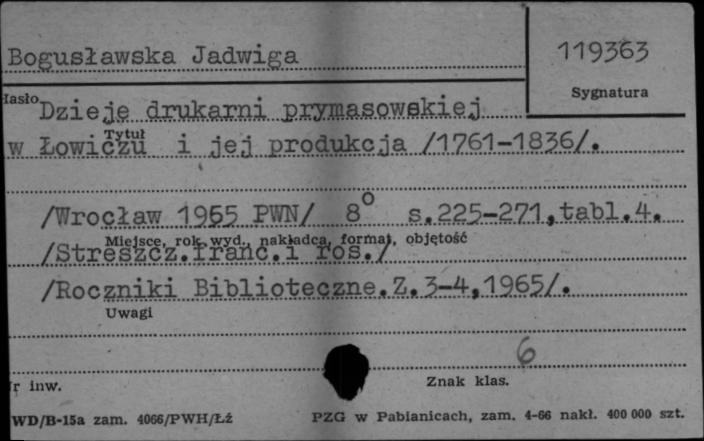 Bogusławska Jadwiga
119363
Sygnatura
Hasło
Dzieje drukarni prymasowskiej
Tytuł
w Łowiczu i jej produkcja /1761-1836/.
/Wrocław 1965 PWN/ 8° s.225-271,tabl.4.
Miejsce, rok wyd., nakładca, format, objętość
/Streszcz.franc.i ros./
/Roczniki Biblioteczne.Z.3-4,1965/.
Uwagi
6
r inw.
Znak klas.
WD/B-15a zam. 4066/PWH/Łź
PZG w Pabianicach, zam. 4-66 nakł. 400 000 szt.